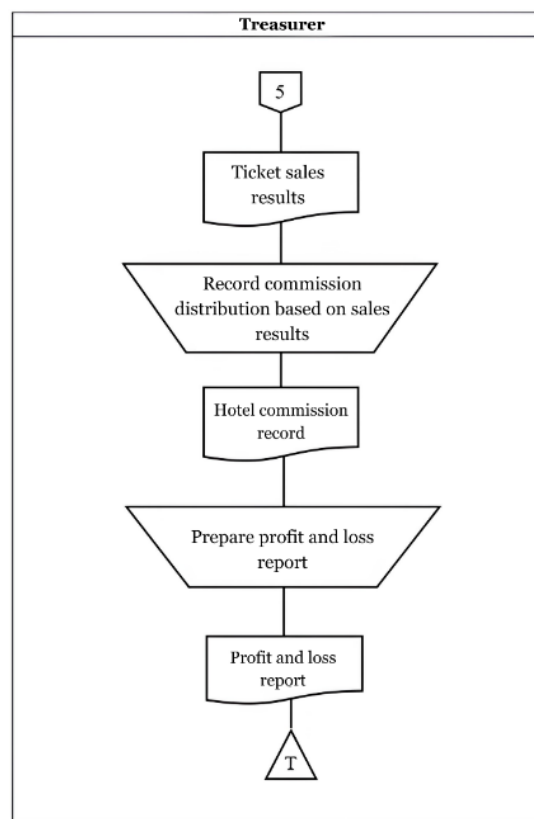 Treasurer
5
Ticket sales
results
Record commission
distribution based on sales
results
Hotel commission
record
Prepare profit and loss
report
Profit and loss
report
T